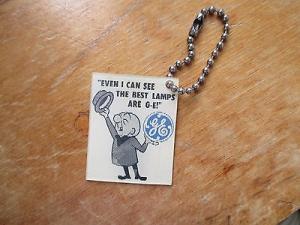 "EVEN I CAN SEE
THE BEST LAMPS
ARE G-E!"
GE